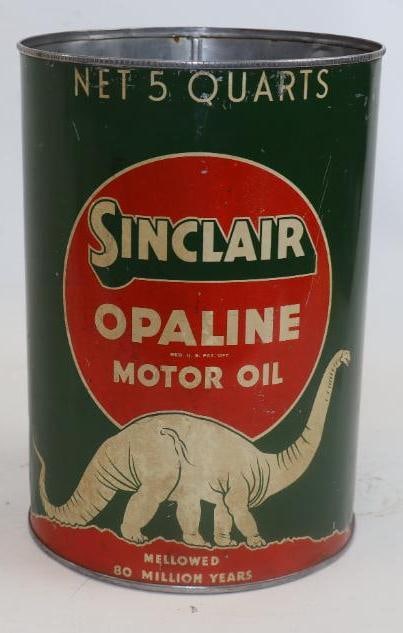 NET 5 QUARTS
SINCLAIR
OPALINE
REG. U. S. PAT. OFF.
MOTOR OIL
MELLOWED
80 MILLION YEARS